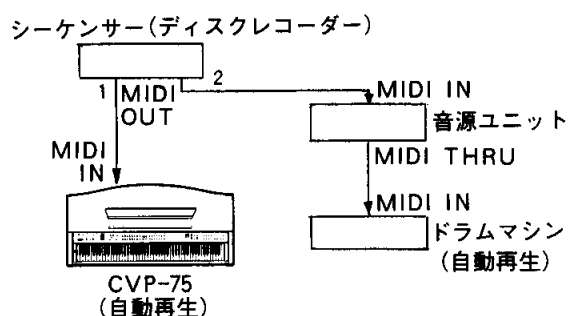 シーケンサー(ディスクレコーダー)
1 MIDI OUT
2
MIDI IN
音源ユニット
MIDI THRU
MIDI IN
MIDI IN
ドラムマシン
(自動再生)
CVP-75
(自動再生)